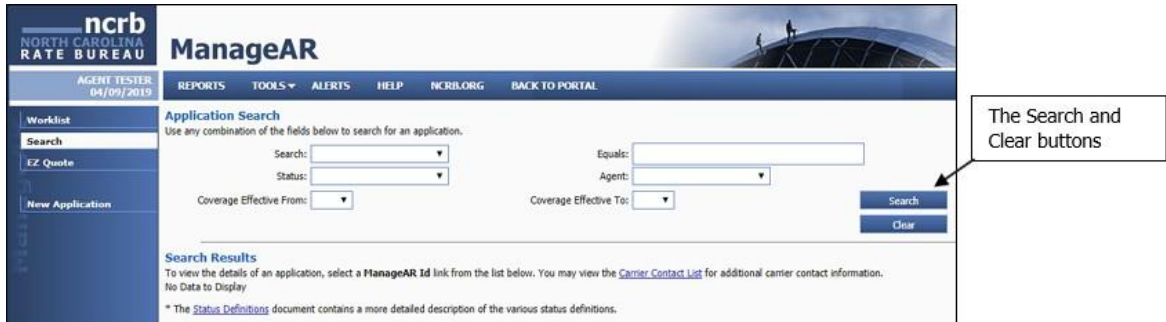 ncrb
NORTH CAROLINA
RATE BUREAU
ManageAR
AGENT TESTER
04/09/2019
REPORTS TOOLS ALERTS HELP NCRB.ORG BACK TO PORTAL
Worklist
Search
EZ Quote
New Application
Application Search
Use any combination of the fields below to search for an application.
Search: Equals:
Status: Agent:
Coverage Effective From: Coverage Effective To:
Search
Clear
The Search and
Clear buttons
Search Results
To view the details of an application, select a ManageAR Id link from the list below. You may view the Carrier Contact List for additional carrier contact information.
No Data to Display
* The Status Definitions document contains a more detailed description of the various status definitions.